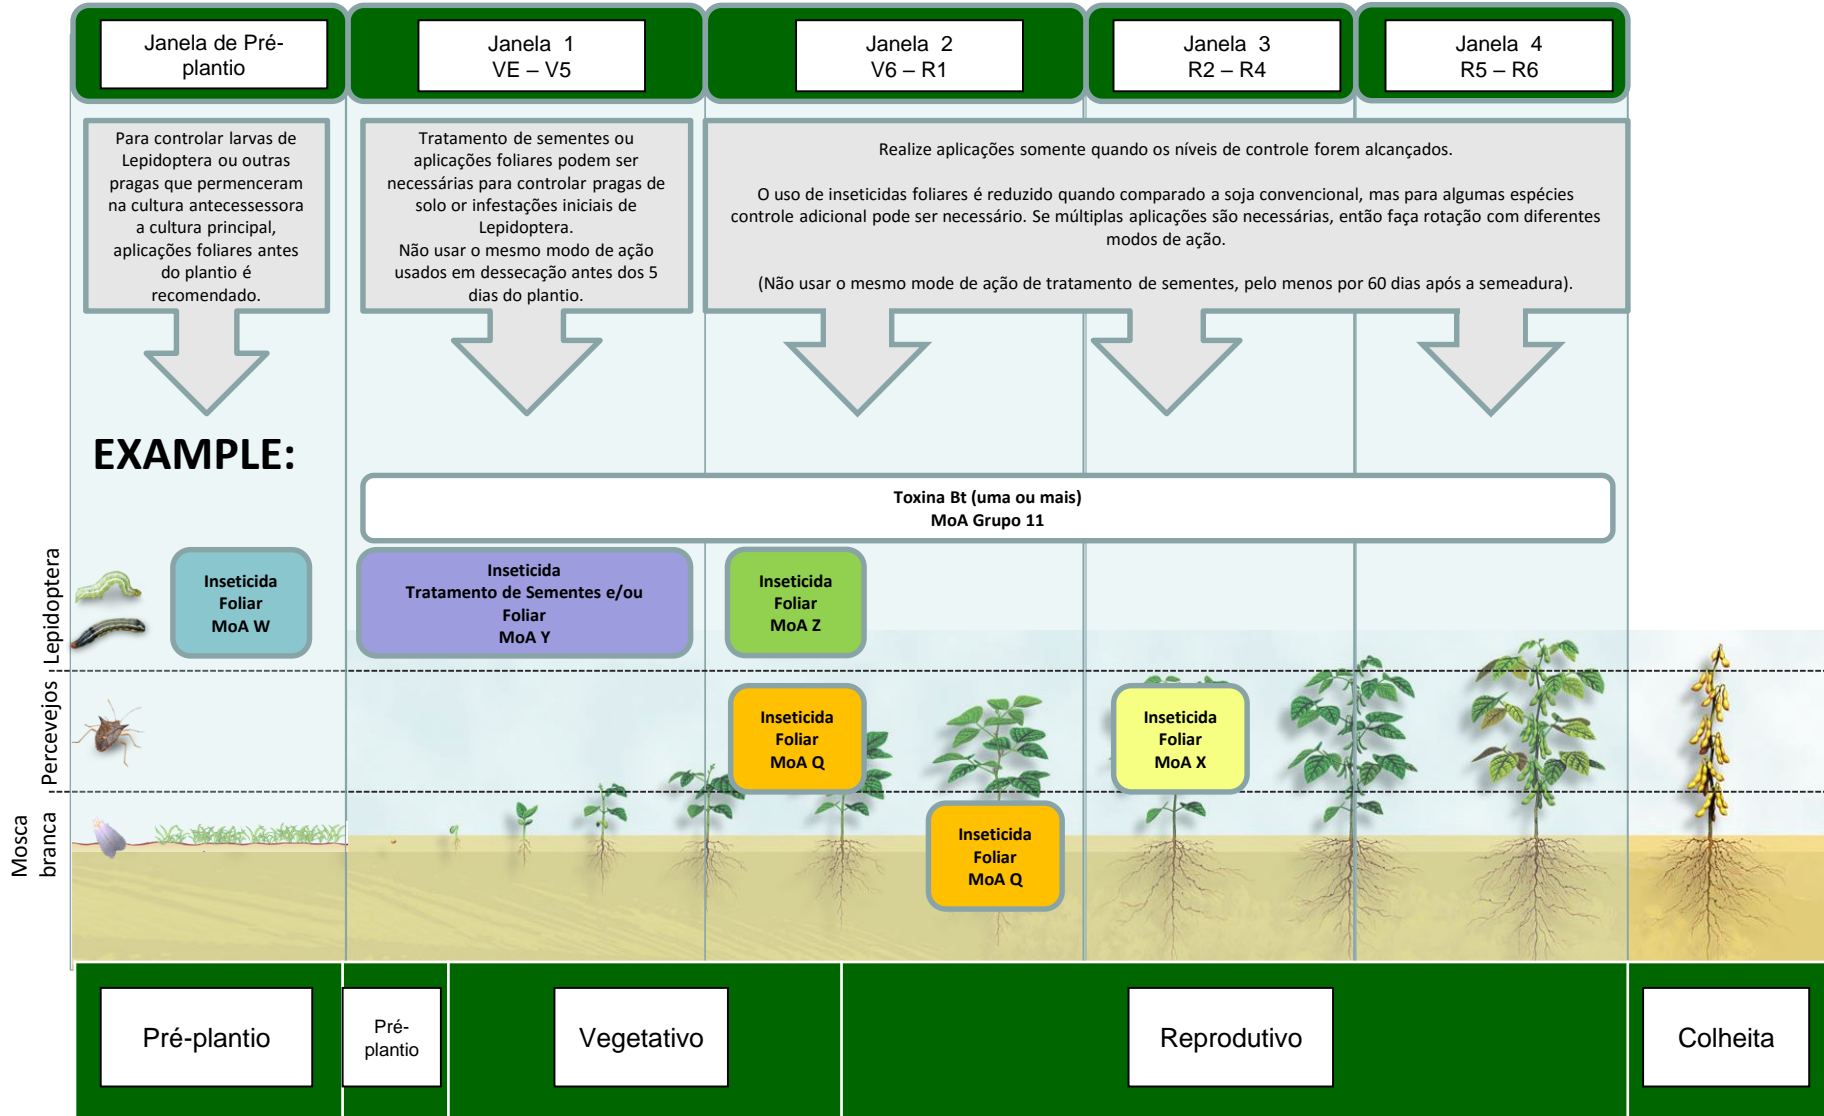 Janela de Pré-
plantio
Janela 1
VE – V5
Janela 2
V6 – R1
Janela 3
R2 – R4
Janela 4
R5 – R6
Para controlar larvas de
Lepidoptera ou outras
pragas que permenceram
na cultura antecessessora
a cultura principal,
aplicações foliares antes
do plantio é
recomendado.
Tratamento de sementes ou
aplicações foliares podem ser
necessárias para controlar pragas de
solo or infestações iniciais de
Lepidoptera.
Não usar o mesmo modo de ação
usados em dessecação antes dos 5
dias do plantio.
Realize aplicações somente quando os níveis de controle forem alcançados.
O uso de inseticidas foliares é reduzido quando comparado a soja convencional, mas para algumas espécies
controle adicional pode ser necessário. Se múltiplas aplicações são necessárias, então faça rotação com diferentes
modos de ação.
(Não usar o mesmo mode de ação de tratamento de sementes, pelo menos por 60 dias após a semeadura).
EXAMPLE:
Toxina Bt (uma ou mais)
MoA Grupo 11
Lepidoptera
Inseticida
Foliar
MoA W
Inseticida
Tratamento de Sementes e/ou
Foliar
MoA Y
Inseticida
Foliar
MoA Z
Percevejos
Inseticida
Foliar
MoA Q
Inseticida
Foliar
MoA X
Mosca
branca
Inseticida
Foliar
MoA Q
Pré-plantio
Pré-
plantio
Vegetativo
Reprodutivo
Colheita